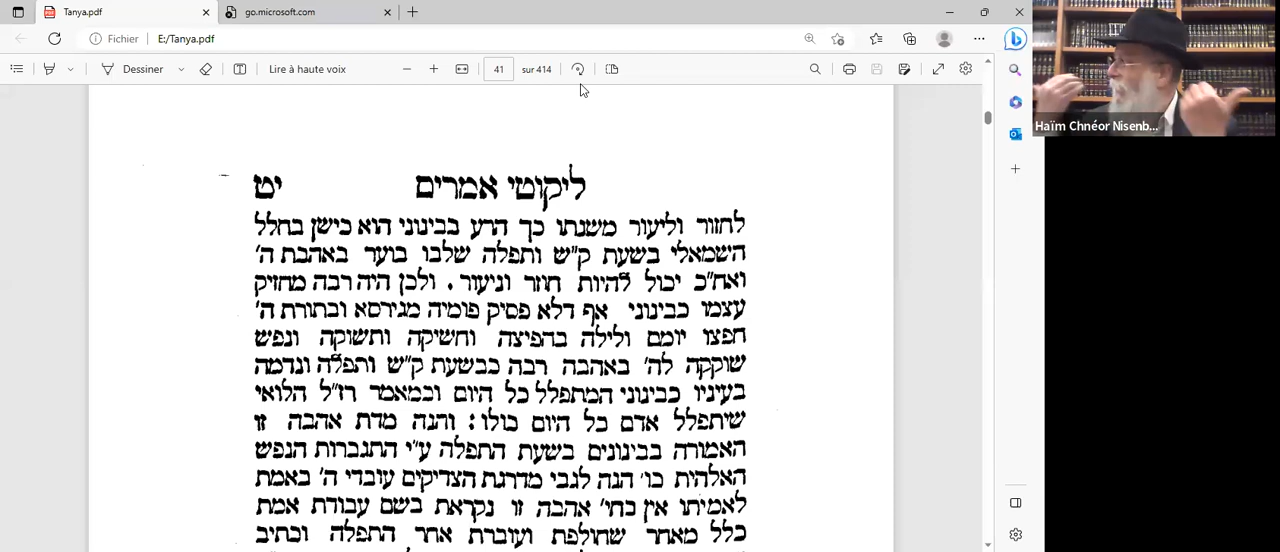 Tanya.pdf
go.microsoft.com
Fichier
E:/Tanya.pdf
Dessiner
Lire à haute voix
41
sur 414
Haïm Chnéor Nisenb...
ליקוטי אמרים יט
לחזור וליעור משנתו כך הרע בבינוני הוא כישן בחלל
השמאלי בשעת ק"ש ותפלה שלבו בוער באהבת ה'
ואח"כ יכול להיות חוזר וניעור. ולכן היה רבה מחזיק
עצמו כבינוני אף דלא פסיק פומיה מגירסא ובתורת ה'
חפצו יומם ולילה בחפיצה וחשיקה ותשוקה ונפש
שוקקה לה' באהבה רבה כבשעת ק"ש ותפלה ונדמה
בעיניו כבינוני המתפלל כל היום וכמאמר רז"ל הלואי
שיתפלל אדם כל היום כולו: והנה מדת אהבה זו
האמורה בבינונים בשעת התפלה ע"י התגברות הנפש
האלהית כו' הנה לגבי מדרגת הצדיקים עובדי ה' באמת
לאמיתו אין בחי' אהבה זו נקראת בשם עבודת אמת
כלל מאחר שחולפת ועוברת אחר התפלה וכתיב